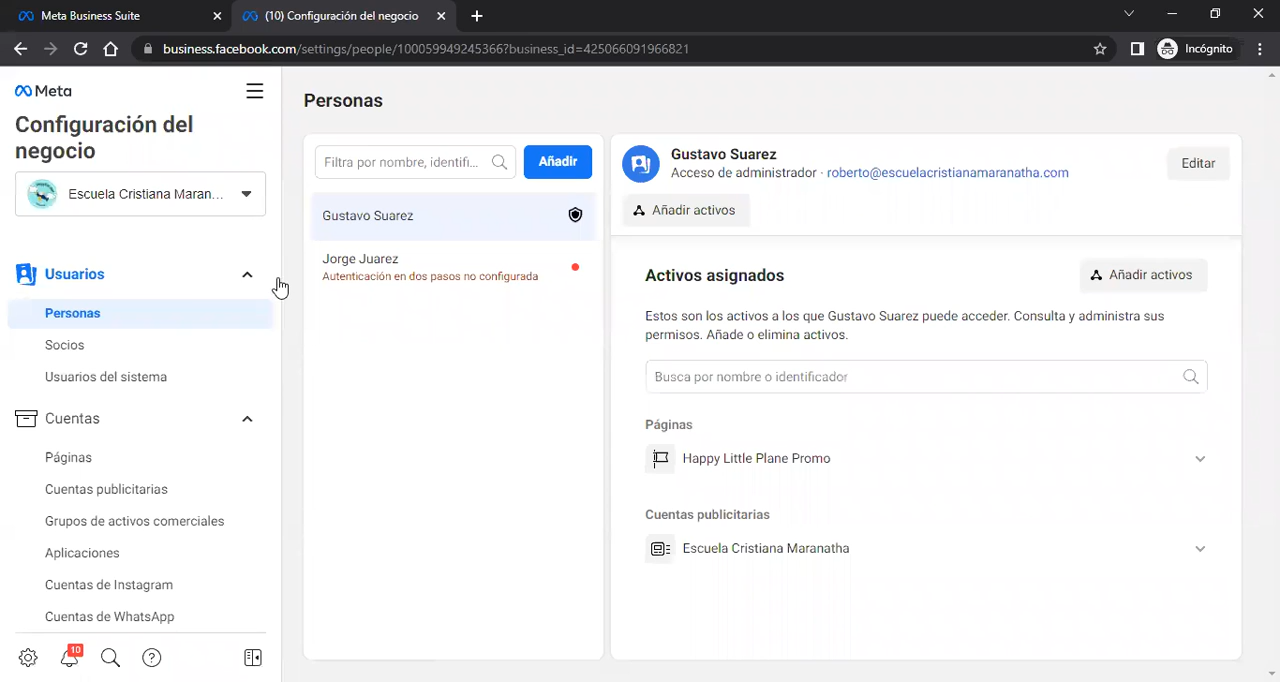 Meta Business Suite
(10) Configuración del negocio
business.facebook.com/settings/people/100059949245366?business_id=425066091966821
Incógnito
Meta
Configuración del
negocio
Escuela Cristiana Maran...
Usuarios
Personas
Socios
Usuarios del sistema
Cuentas
Páginas
Cuentas publicitarias
Grupos de activos comerciales
Aplicaciones
Cuentas de Instagram
Cuentas de WhatsApp
10
Personas
Filtra por nombre, identifi...
Añadir
Gustavo Suarez
Jorge Juarez
Autenticación en dos pasos no configurada
Gustavo Suarez
Acceso de administrador · roberto@escuelacristianamaranatha.com
Editar
Añadir activos
Activos asignados
Añadir activos
Estos son los activos a los que Gustavo Suarez puede acceder. Consulta y administra sus
permisos. Añade o elimina activos.
Busca por nombre o identificador
Páginas
Happy Little Plane Promo
Cuentas publicitarias
Escuela Cristiana Maranatha